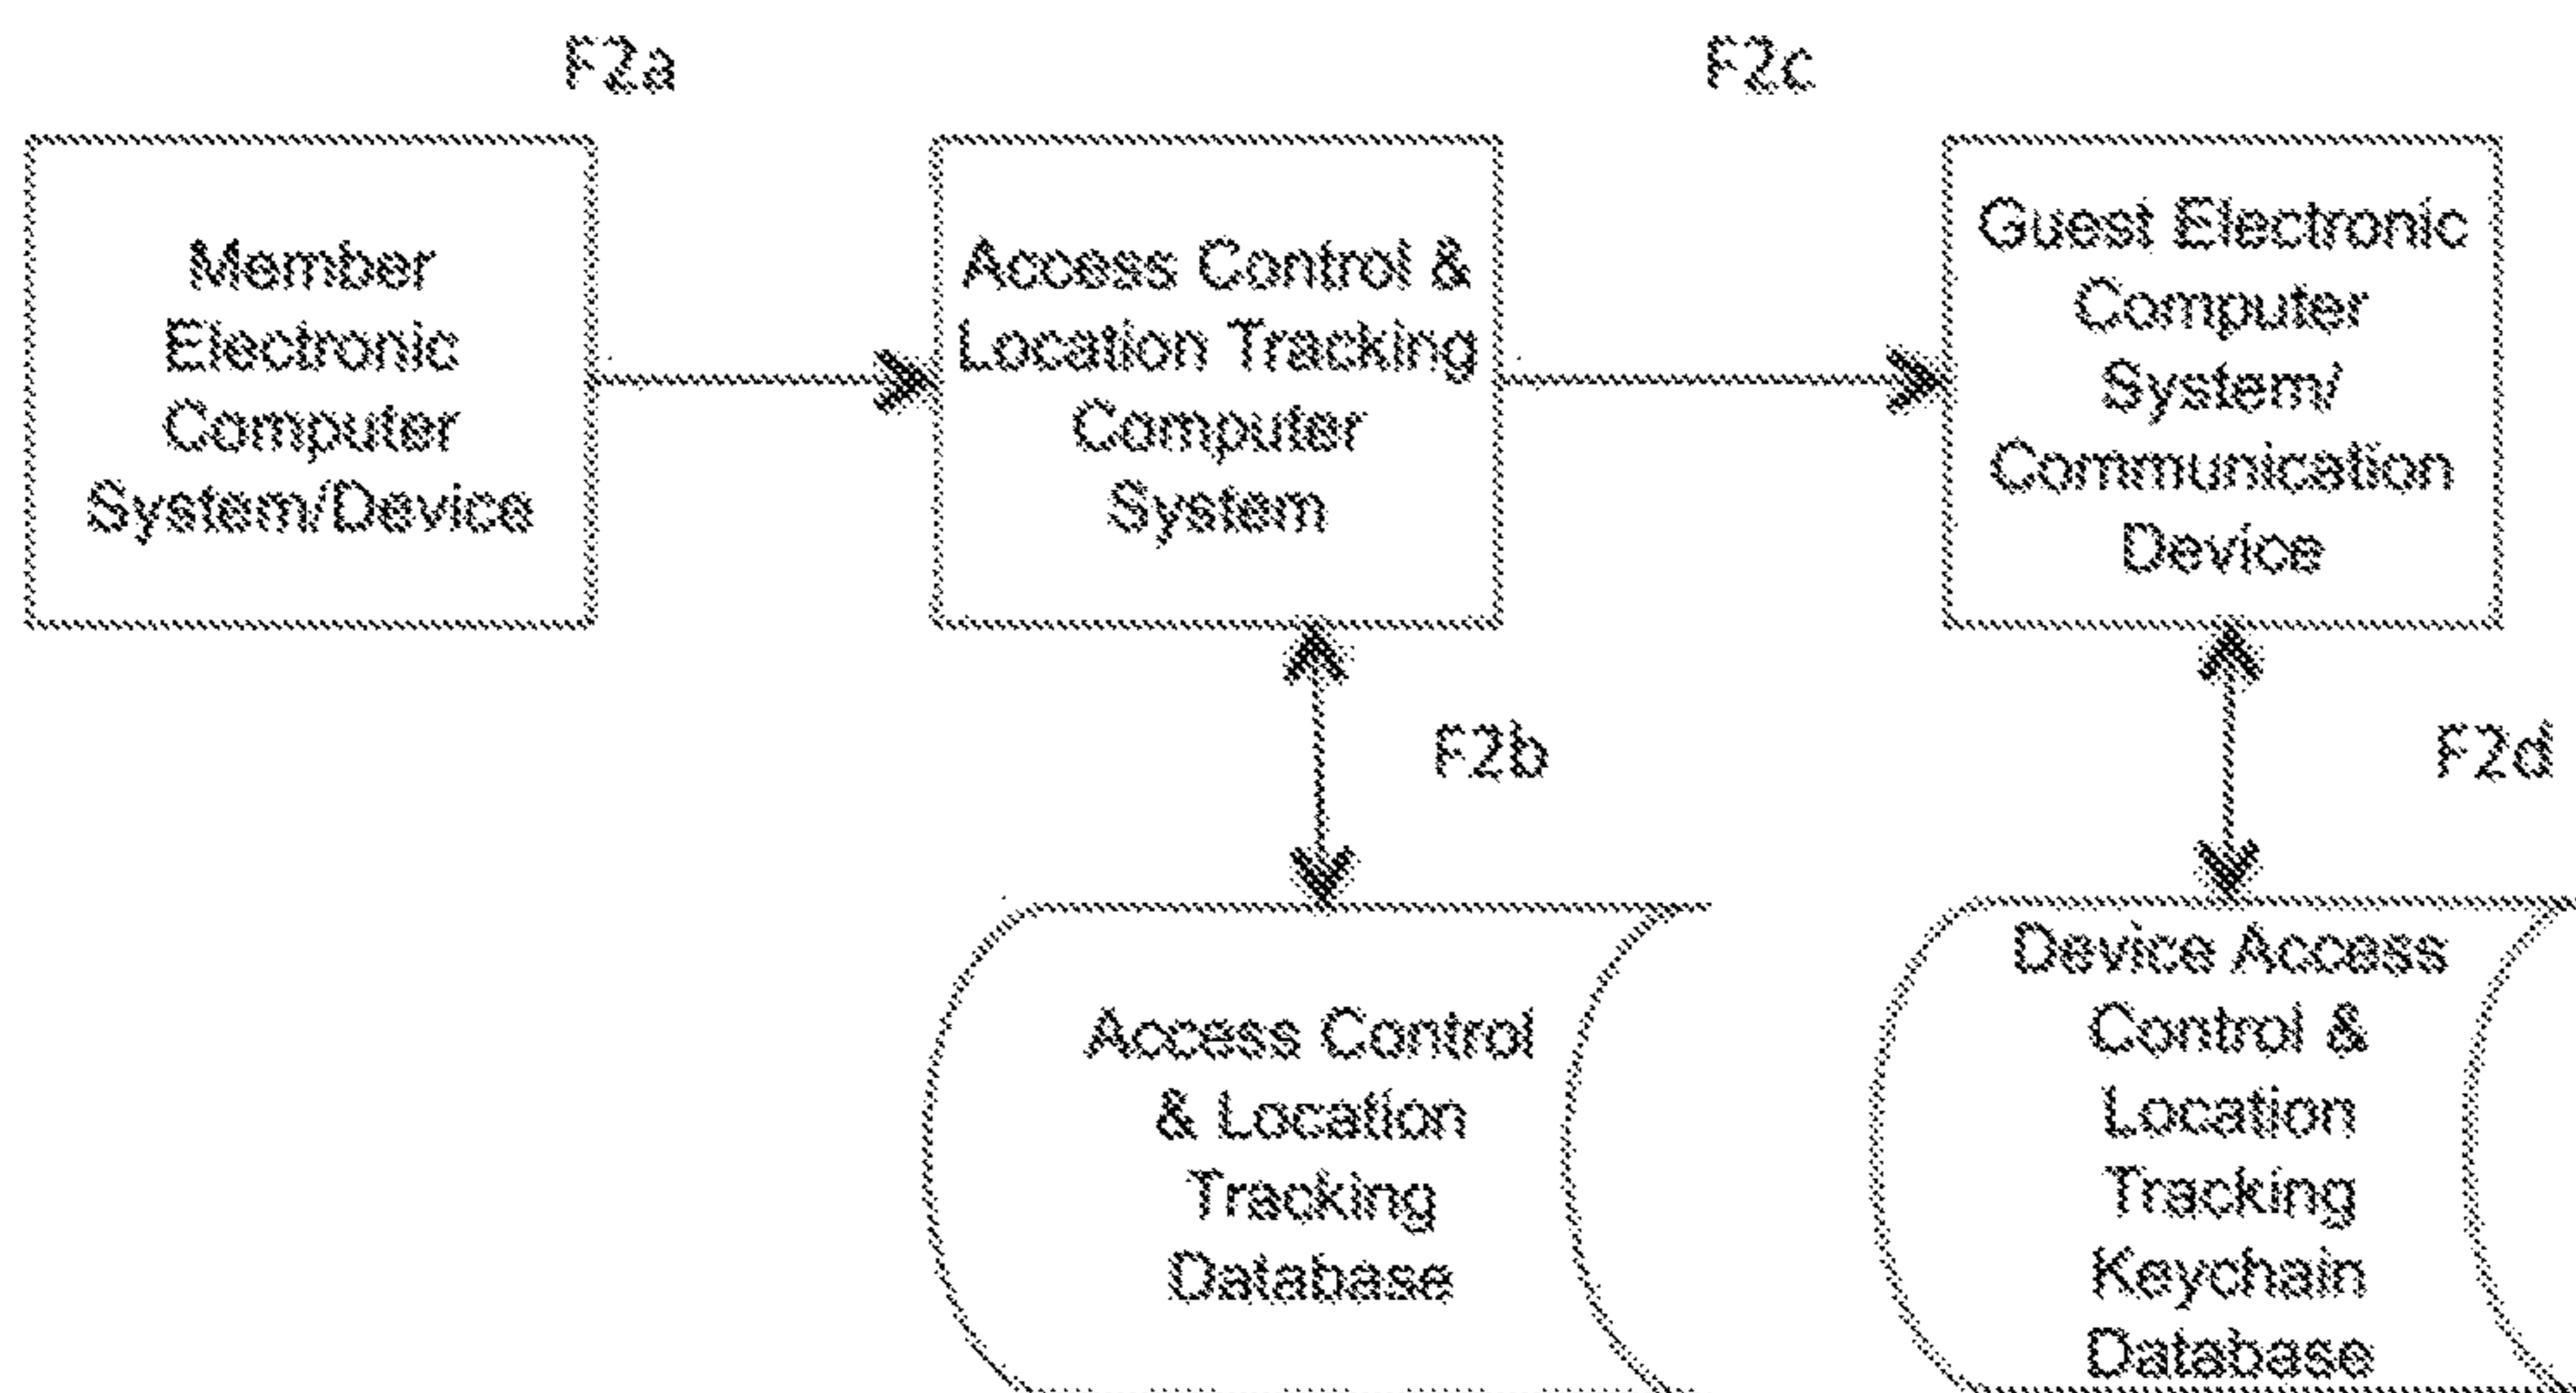 F2a
F2c
Member
Electronic
Computer
System/Device
Access Control &
Location Tracking
Computer
System
Guest Electronic
Computer
System/
Communication
Device
F2b
F2d
Access Control
& Location
Tracking
Database
Device Access
Control &
Location
Tracking
Keychain
Database